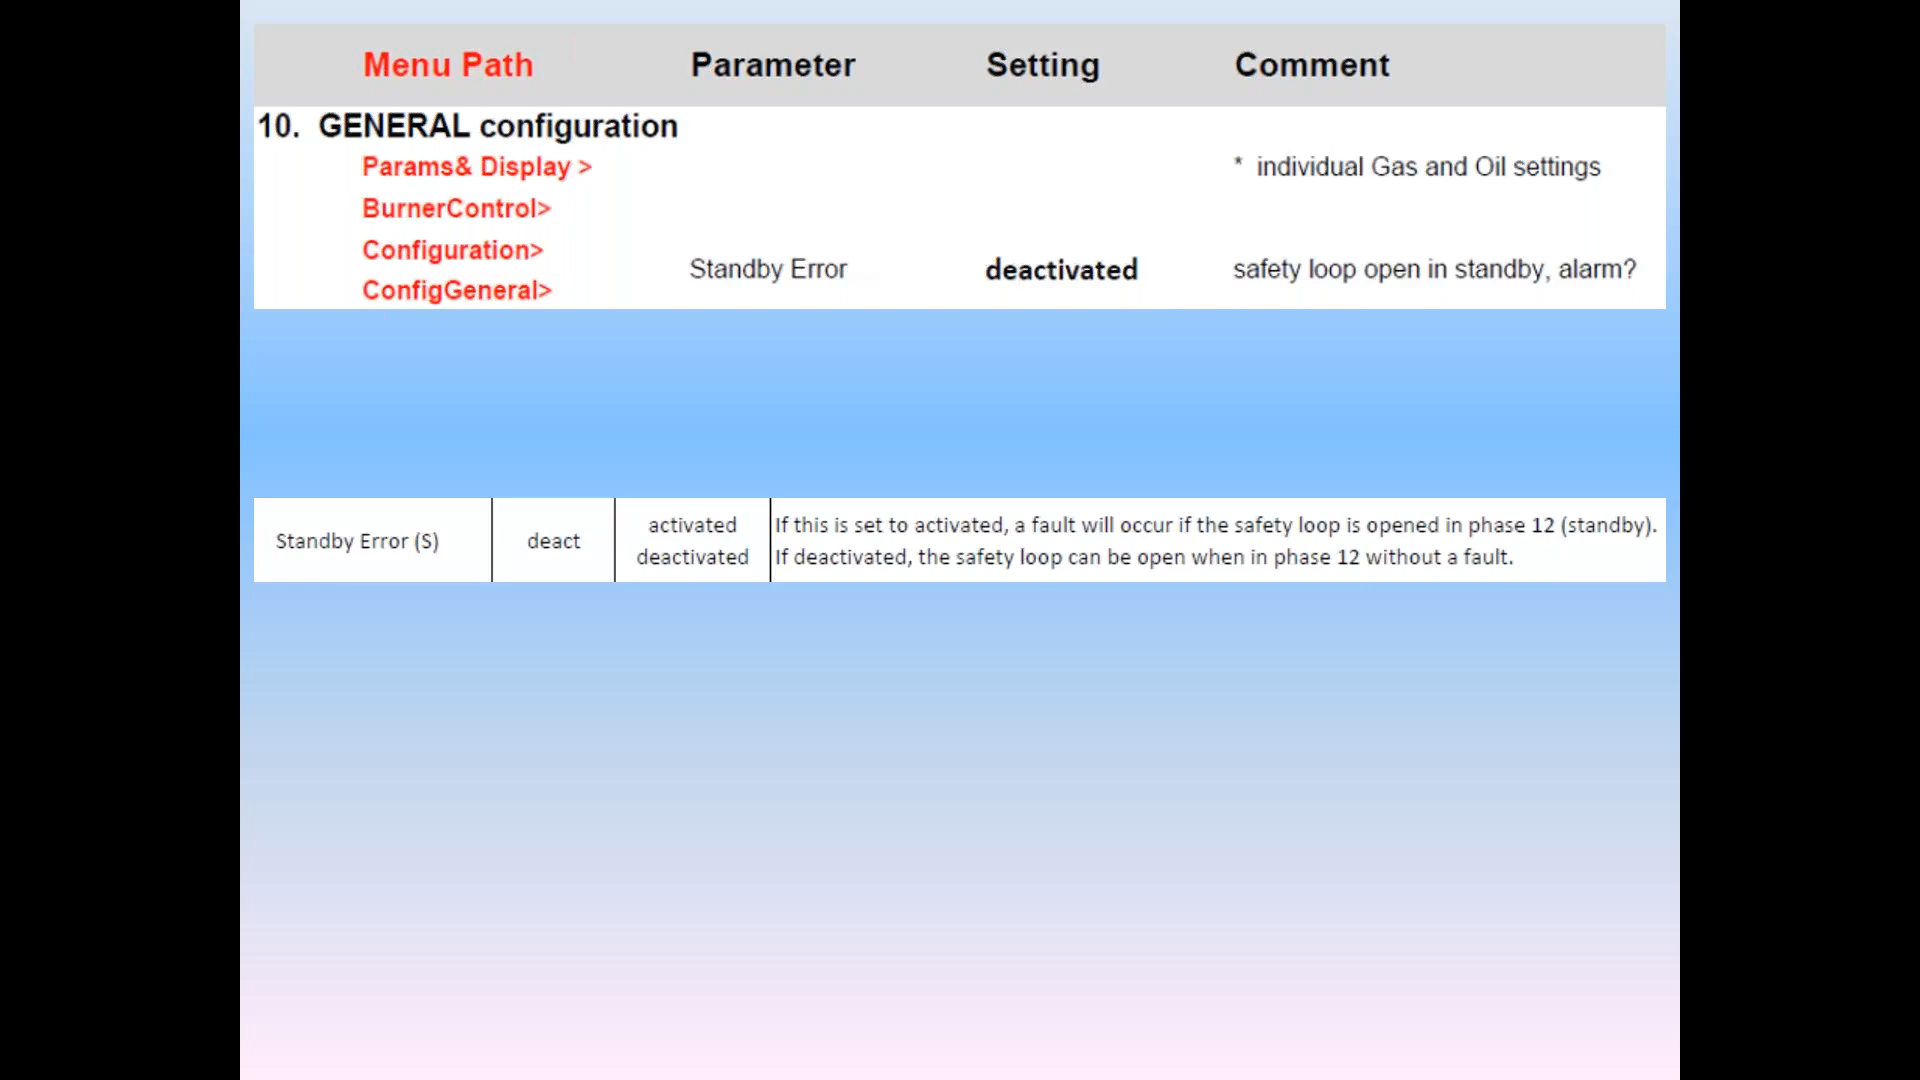 Menu Path Parameter Setting Comment
10. GENERAL configuration
Params& Display > * individual Gas and Oil settings
BurnerControl>
Configuration>
Standby Error deactivated safety loop open in standby, alarm?
ConfigGeneral>
Standby Error (S) deact activated deactivated
If this is set to activated, a fault will occur if the safety loop is opened in phase 12 (standby).
If deactivated, the safety loop can be open when in phase 12 without a fault.